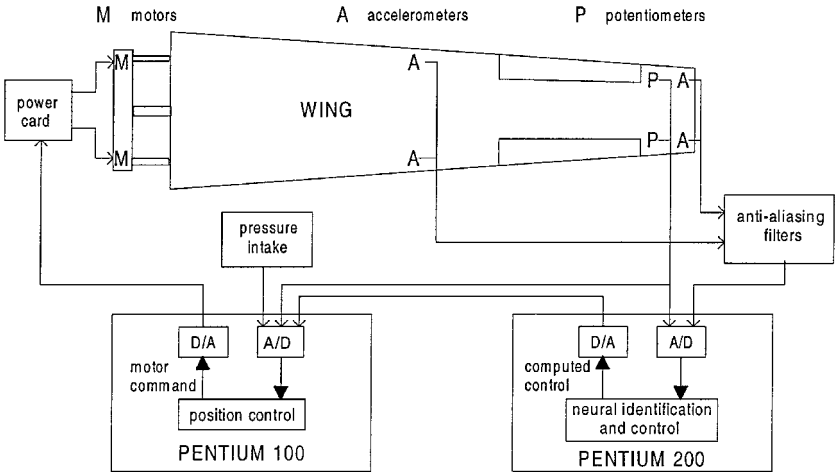 M motors A accelerometers P potentiometers
M A P A
power
card
WING
M A P A
pressure
intake
anti-aliasing
filters
D/A A/D D/A A/D
motor
command
computed
control
position control
neural identification
and control
PENTIUM 100
PENTIUM 200